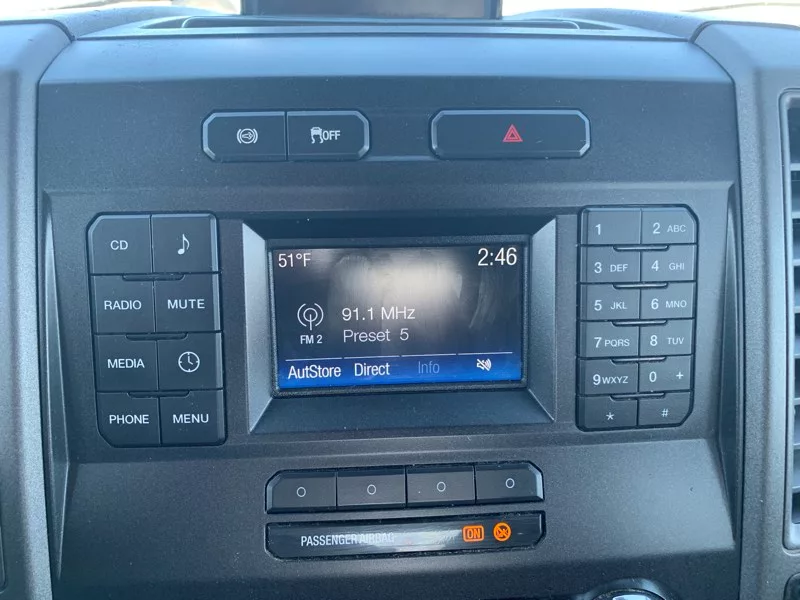 OFF
CD
RADIO MUTE
MEDIA
PHONE MENU
51°F 2:46
91.1 MHz
FM 2 Preset 5
AutStore Direct Info
1 2 ABC
3 DEF 4 GHI
5 JKL 6 MNO
7 PQRS 8 TUV
9 WXYZ 0 +
* #
PASSENGER AIRBAG ON